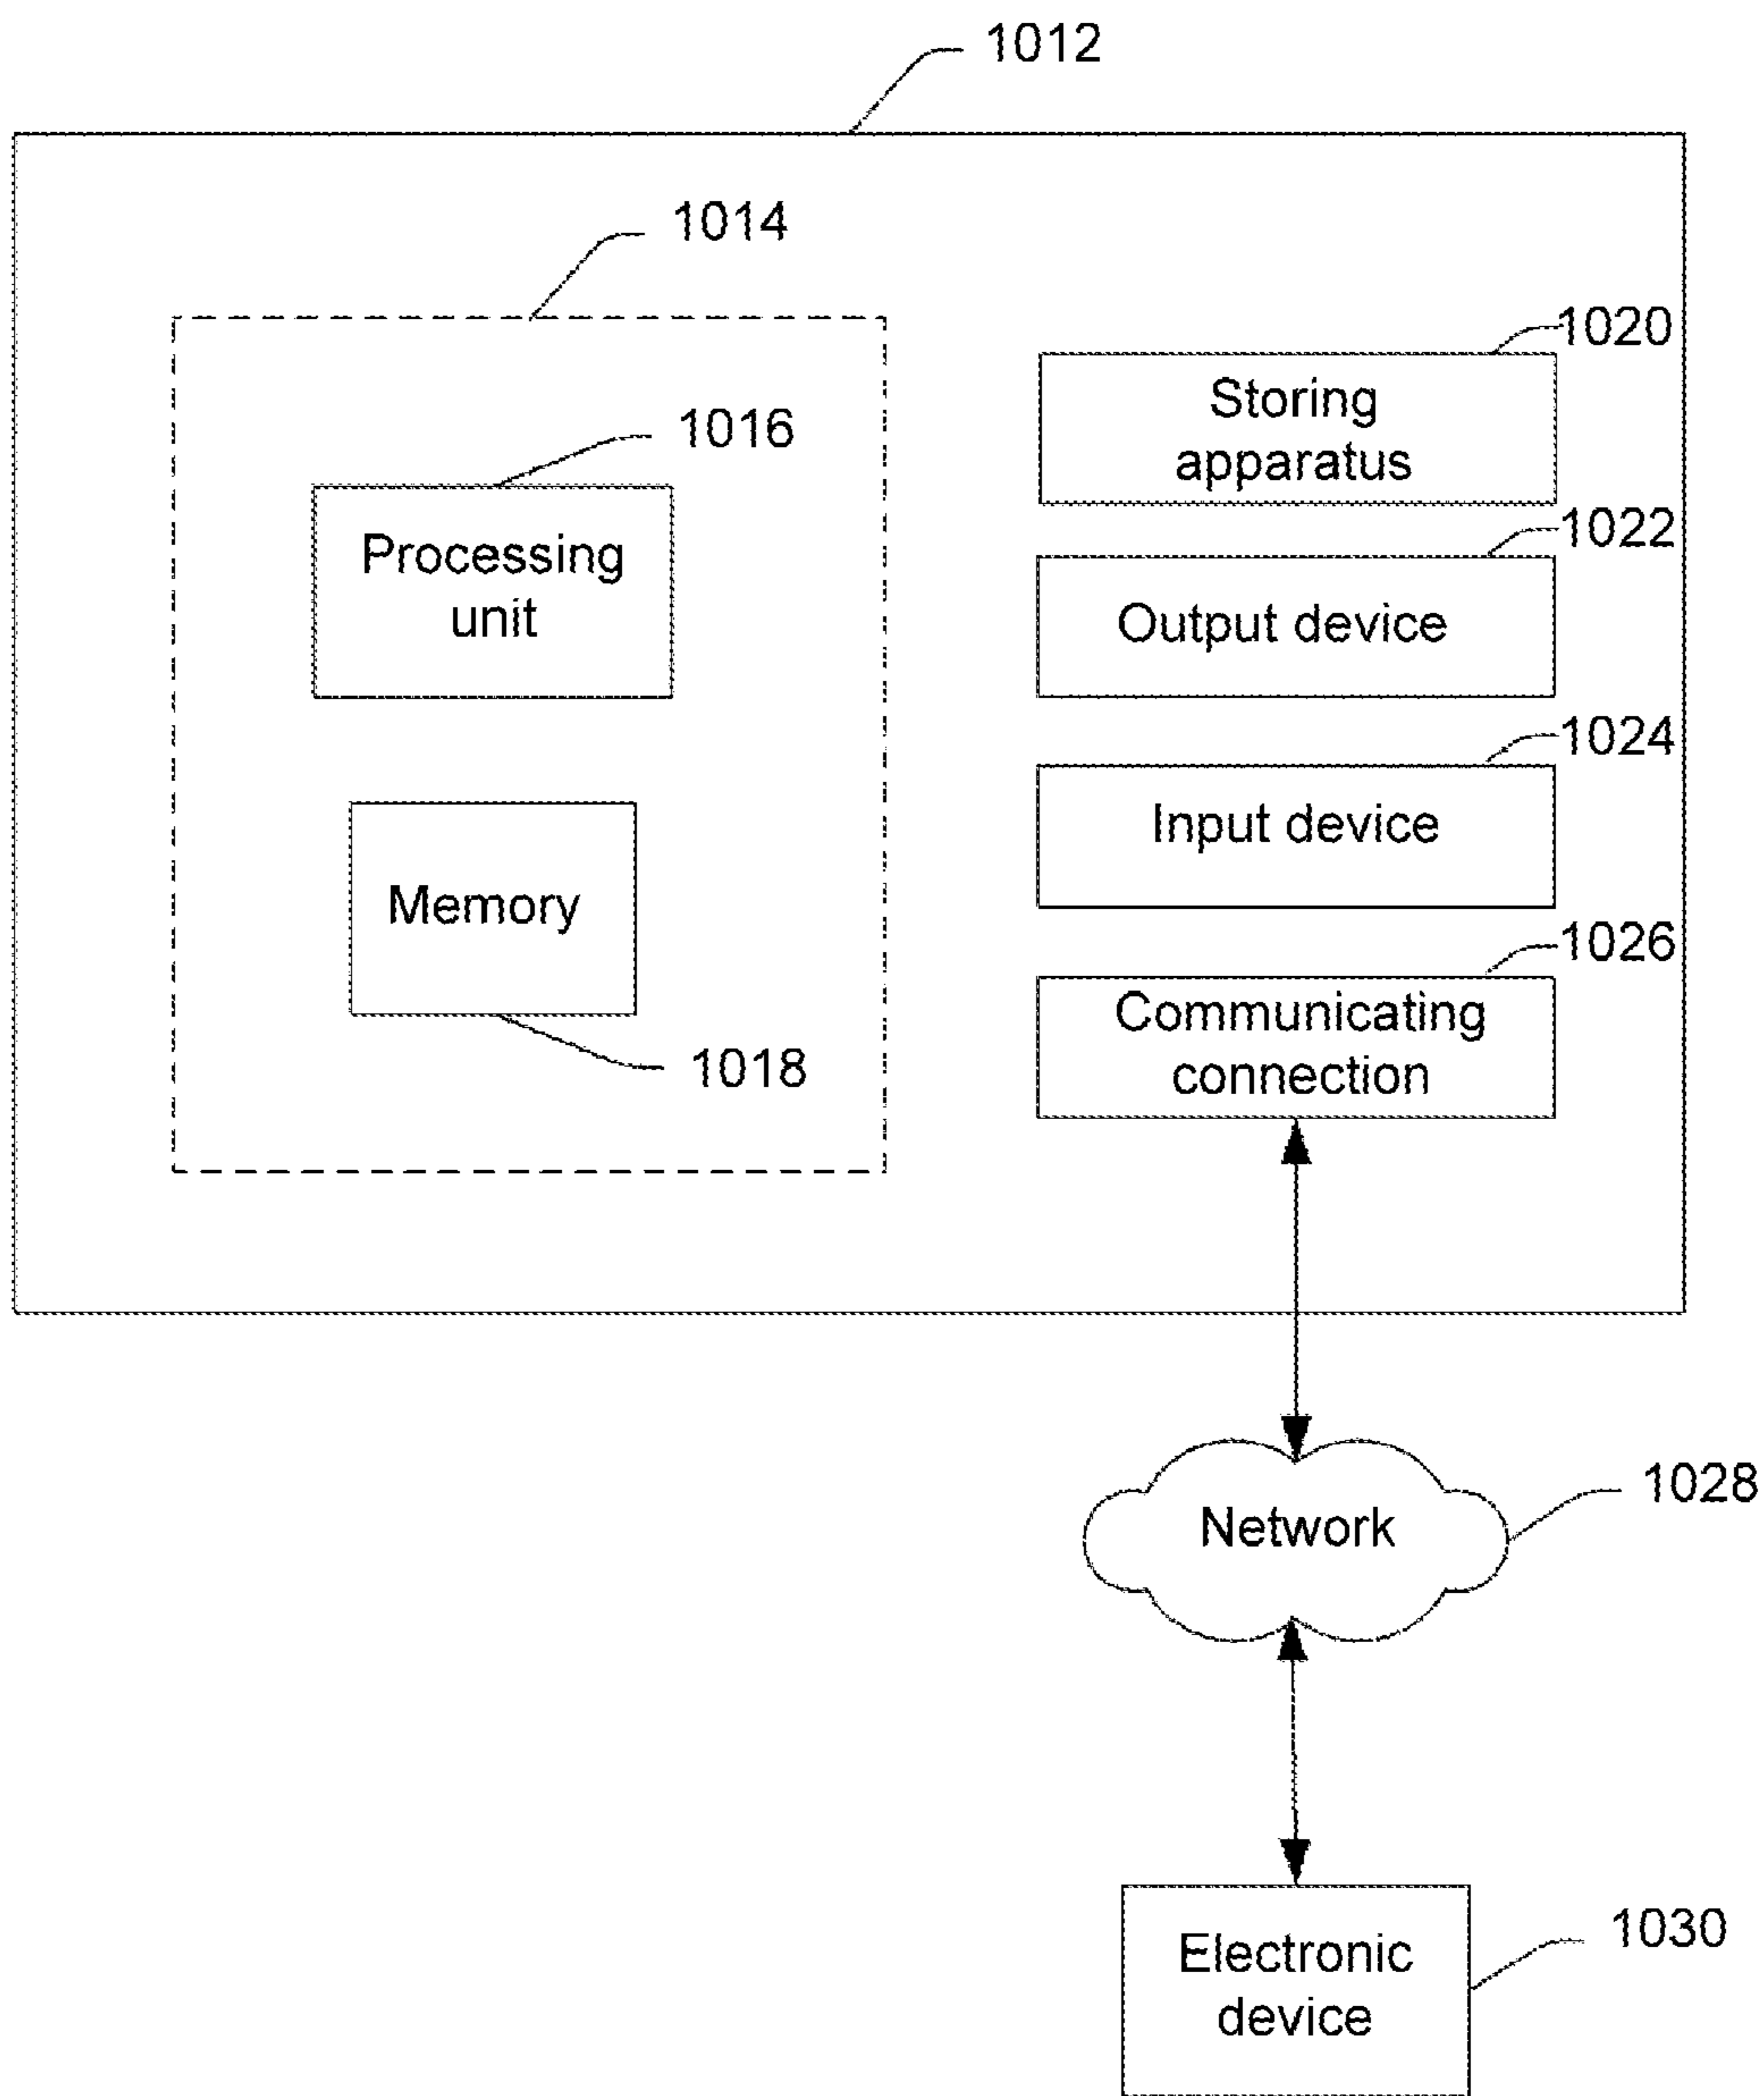 1012
1014
1016
Processing
unit
Memory
1018
1020
Storing
apparatus
1022
Output device
1024
Input device
1026
Communicating
connection
Network
1028
Electronic
device
1030